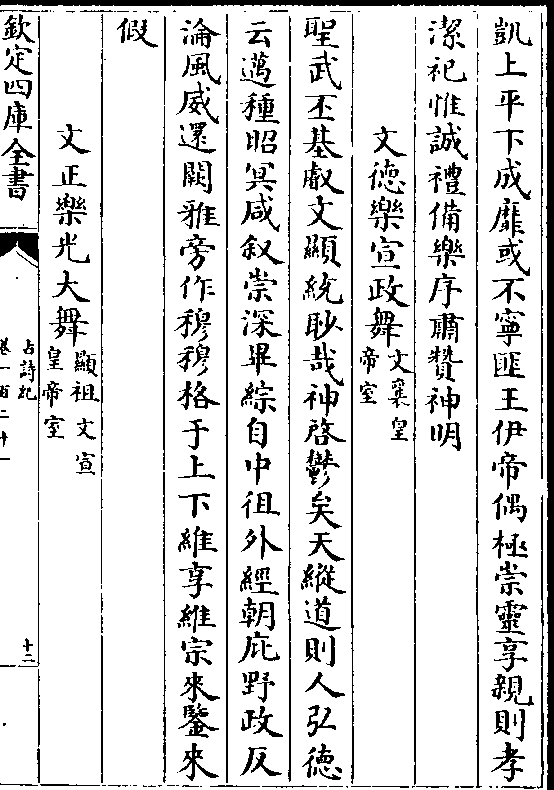 凱上平下成靡或不寧匪王伊帝偶極崇靈享親則孝
潔祀惟誠禮備樂序肅贊神明
文德樂宣政舞文襄皇帝室
聖武丕基叡文顯統眇哉神啓鬱矣天縱道則人弘德
云邁種昭冥咸叙崇深畢綜自中徂外經朝庇野政反
淪風威還闕雅旁作穆穆格于上下維享維宗來鑒來
假
文正樂光大舞顯祖文宣皇帝室
欽定四庫全書
古詩紀
卷一百二十一
十二